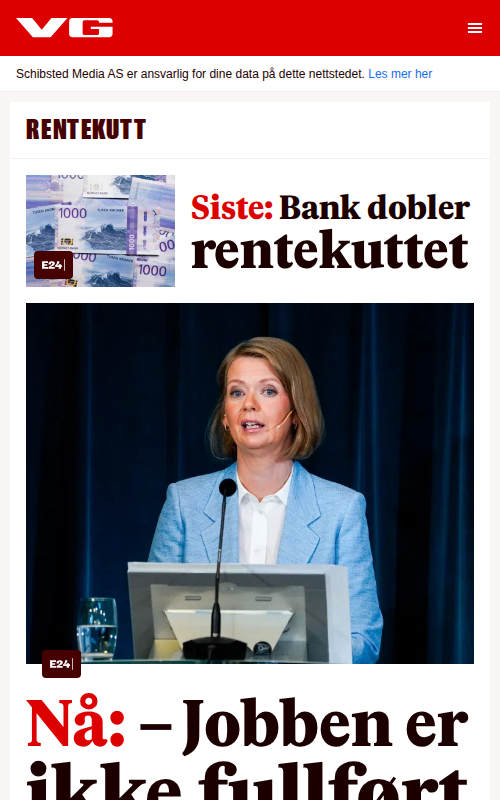 VG
Schibsted Media AS er ansvarlig for dine data på dette nettstedet. Les mer her
RENTEKUTT
1000
1000
1000
E24
Siste: Bank dobler
rentekuttet
E24
Nå: – Jobben er
ikke fullført